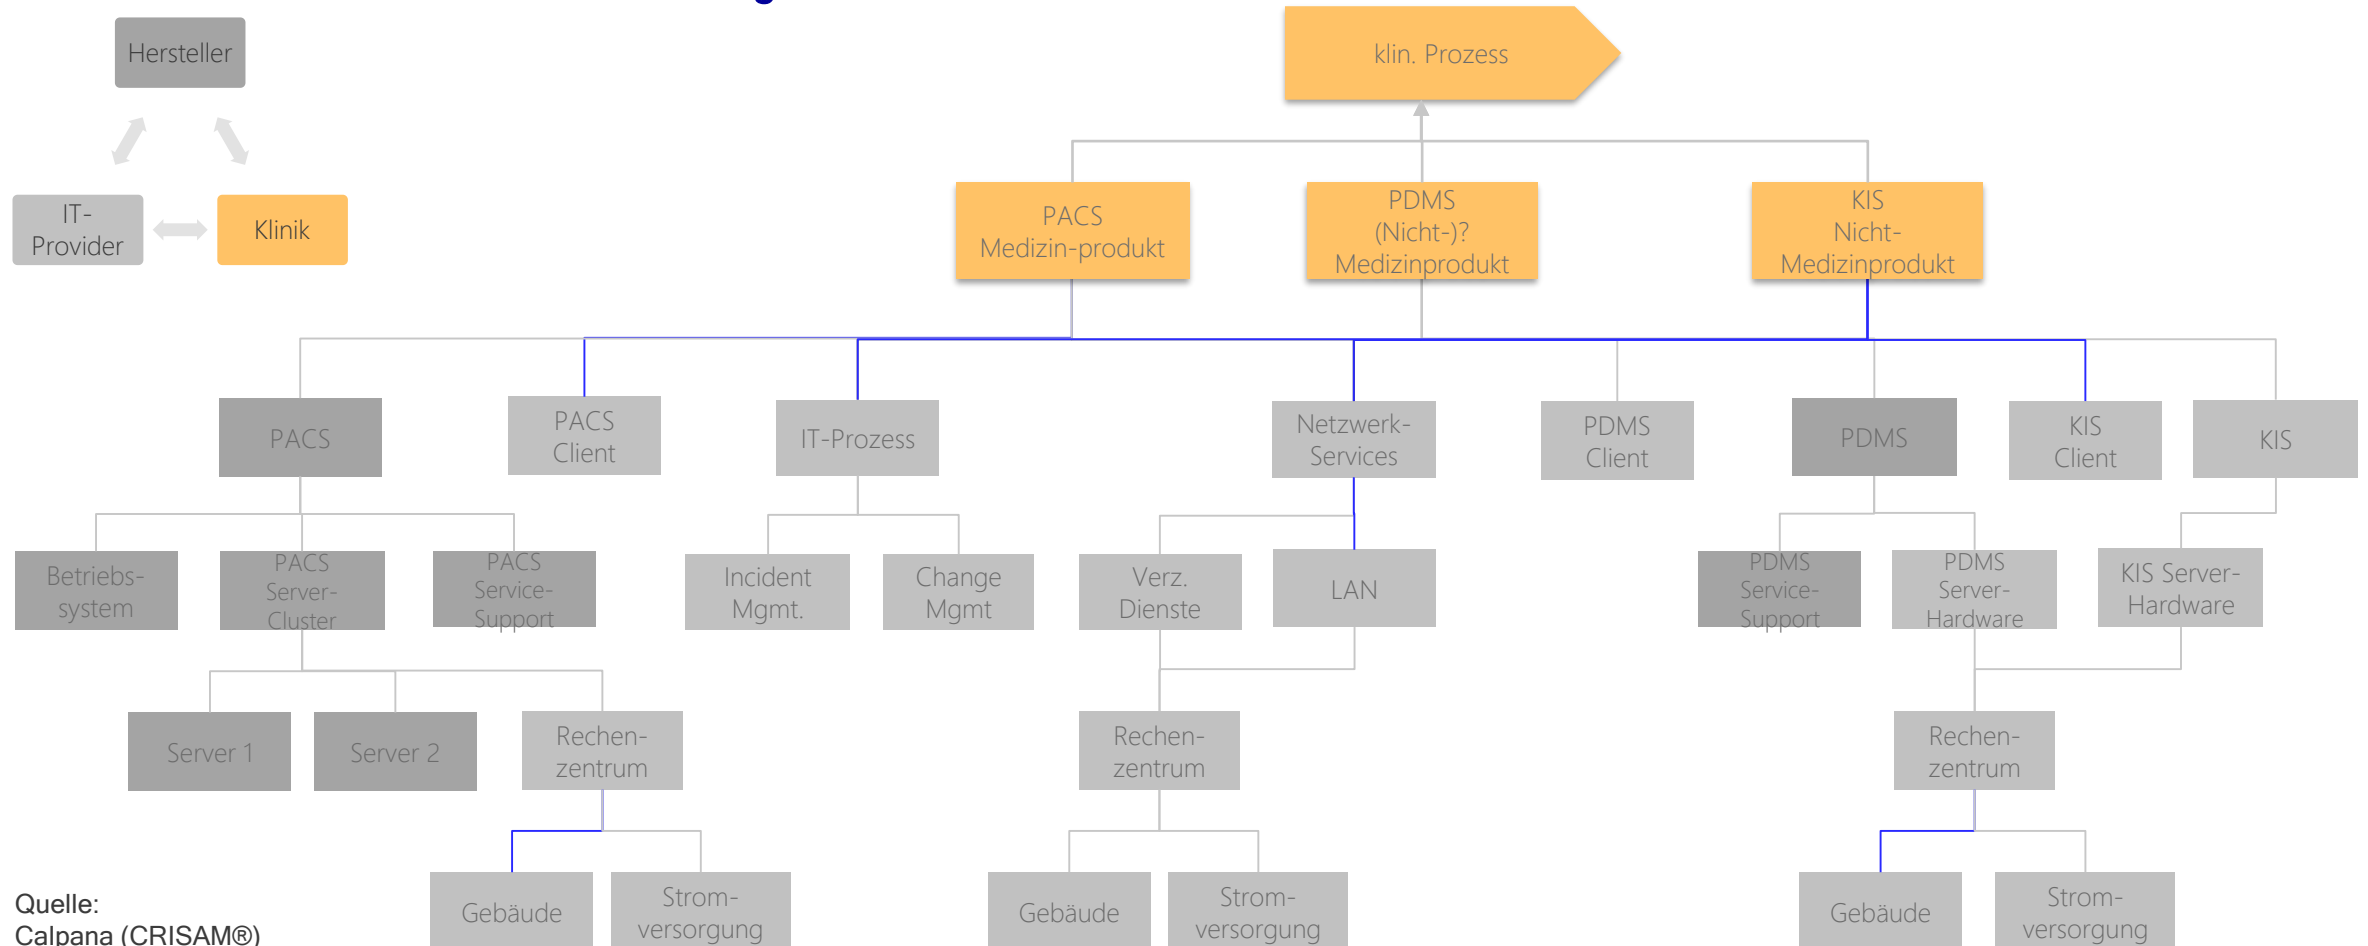 Hersteller
IT-
Provider
Klinik
klin. Prozess
PACS
Medizin-produkt
PDMS
(Nicht-)?
Medizinprodukt
KIS
Nicht-
Medizinprodukt
PACS
PACS
Client
IT-Prozess
Netzwerk-
Services
PDMS
Client
PDMS
KIS
Client
KIS
Betriebs-
system
PACS
Server-
Cluster
PACS
Service-
Support
Incident
Mgmt.
Change
Mgmt
Verz.
Dienste
LAN
PDMS
Service-
Support
PDMS
Server-
Hardware
KIS Server-
Hardware
Server 1
Server 2
Rechen-
zentrum
Rechen-
zentrum
Rechen-
zentrum
Gebäude
Strom-
versorgung
Gebäude
Strom-
versorgung
Gebäude
Strom-
versorgung
Quelle:
Calpana (CRISAM®)